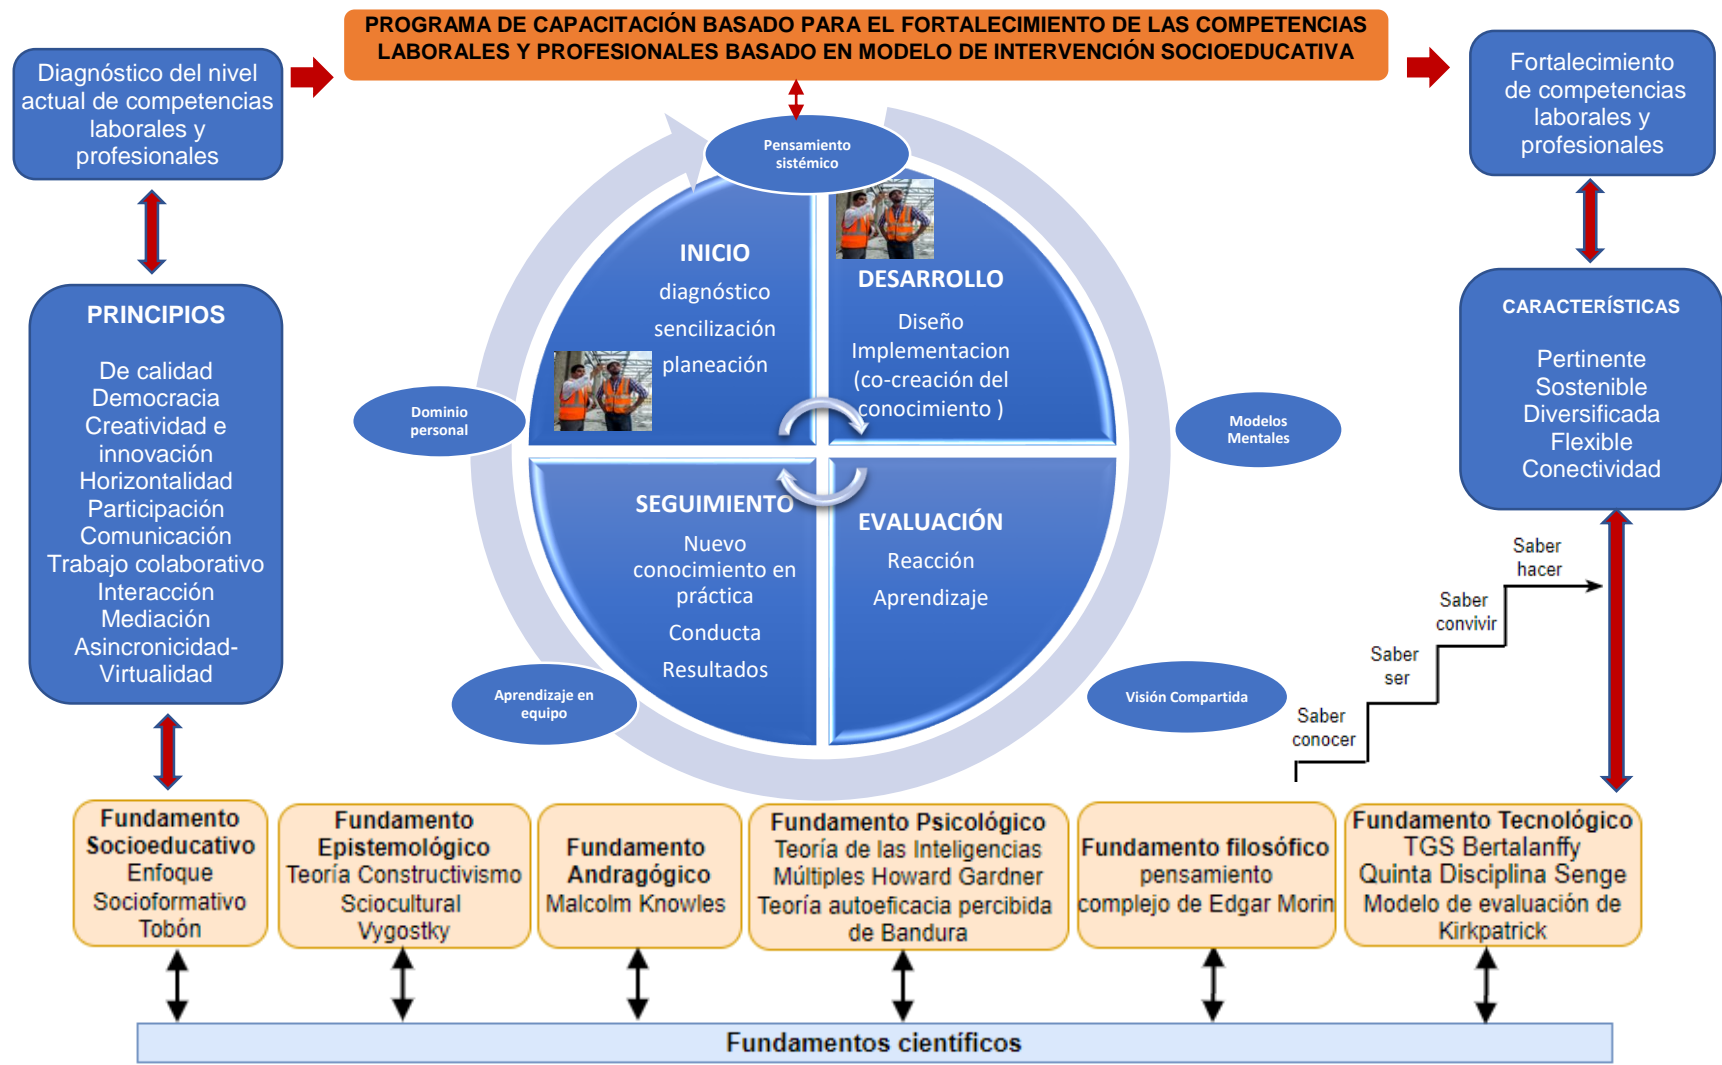 PROGRAMA DE CAPACITACIÓN BASADO PARA EL FORTALECIMIENTO DE LAS COMPETENCIAS
LABORALES Y PROFESIONALES BASADO EN MODELO DE INTERVENCIÓN SOCIOEDUCATIVA
Diagnóstico del nivel
actual de competencias
laborales y
profesionales
Fortalecimiento
de competencias
laborales y
profesionales
Pensamiento
sistémico
INICIO
diagnóstico
sencilización
planeación
DESARROLLO
Diseño
Implementacion
(co-creación del
conocimiento )
PRINCIPIOS
De calidad
Democracia
Creatividad e
innovación
Horizontalidad
Participación
Comunicación
Trabajo colaborativo
Interacción
Mediación
Asincronicidad-
Virtualidad
CARACTERÍSTICAS
Pertinente
Sostenible
Diversificada
Flexible
Conectividad
Dominio
personal
Modelos
Mentales
SEGUIMIENTO
Nuevo
conocimiento en
práctica
Conducta
Resultados
EVALUACIÓN
Reacción
Aprendizaje
Aprendizaje en
equipo
Visión Compartida
Saber
hacer
Saber
convivir
Saber
ser
Saber
conocer
Fundamento
Socioeducativo
Enfoque
Socioformativo
Tobón
Fundamento
Epistemológico
Teoría Constructivismo
Sciocultural
Vygostky
Fundamento
Andragógico
Malcolm Knowles
Fundamento Psicológico
Teoría de las Inteligencias
Múltiples Howard Gardner
Teoría autoeficacia percibida
de Bandura
Fundamento filosófico
pensamiento
complejo de Edgar Morin
Fundamento Tecnológico
TGS Bertalanffy
Quinta Disciplina Senge
Modelo de evaluación de
Kirkpatrick
Fundamentos científicos